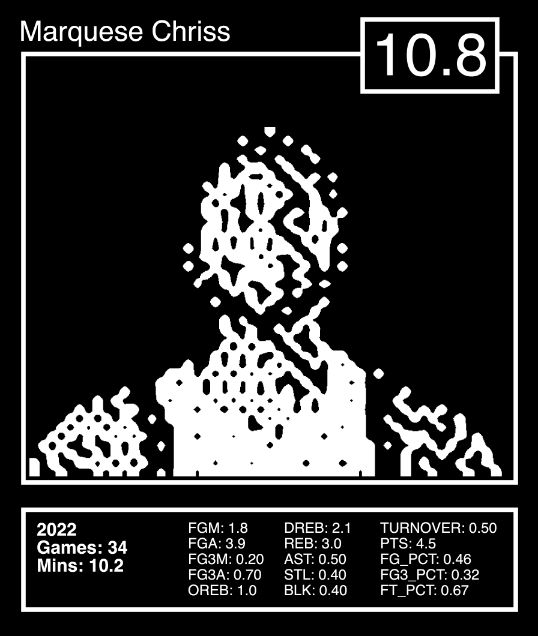 Marquese Chriss
10.8
2022
Games: 34
Mins: 10.2
FGM: 1.8
FGA: 3.9
FG3M: 0.20
FG3A: 0.70
OREB: 1.0
DREB: 2.1
REB: 3.0
AST: 0.50
STL: 0.40
BLK: 0.40
TURNOVER: 0.50
PTS: 4.5
FG_PCT: 0.46
FG3_PCT: 0.32
FT_PCT: 0.67